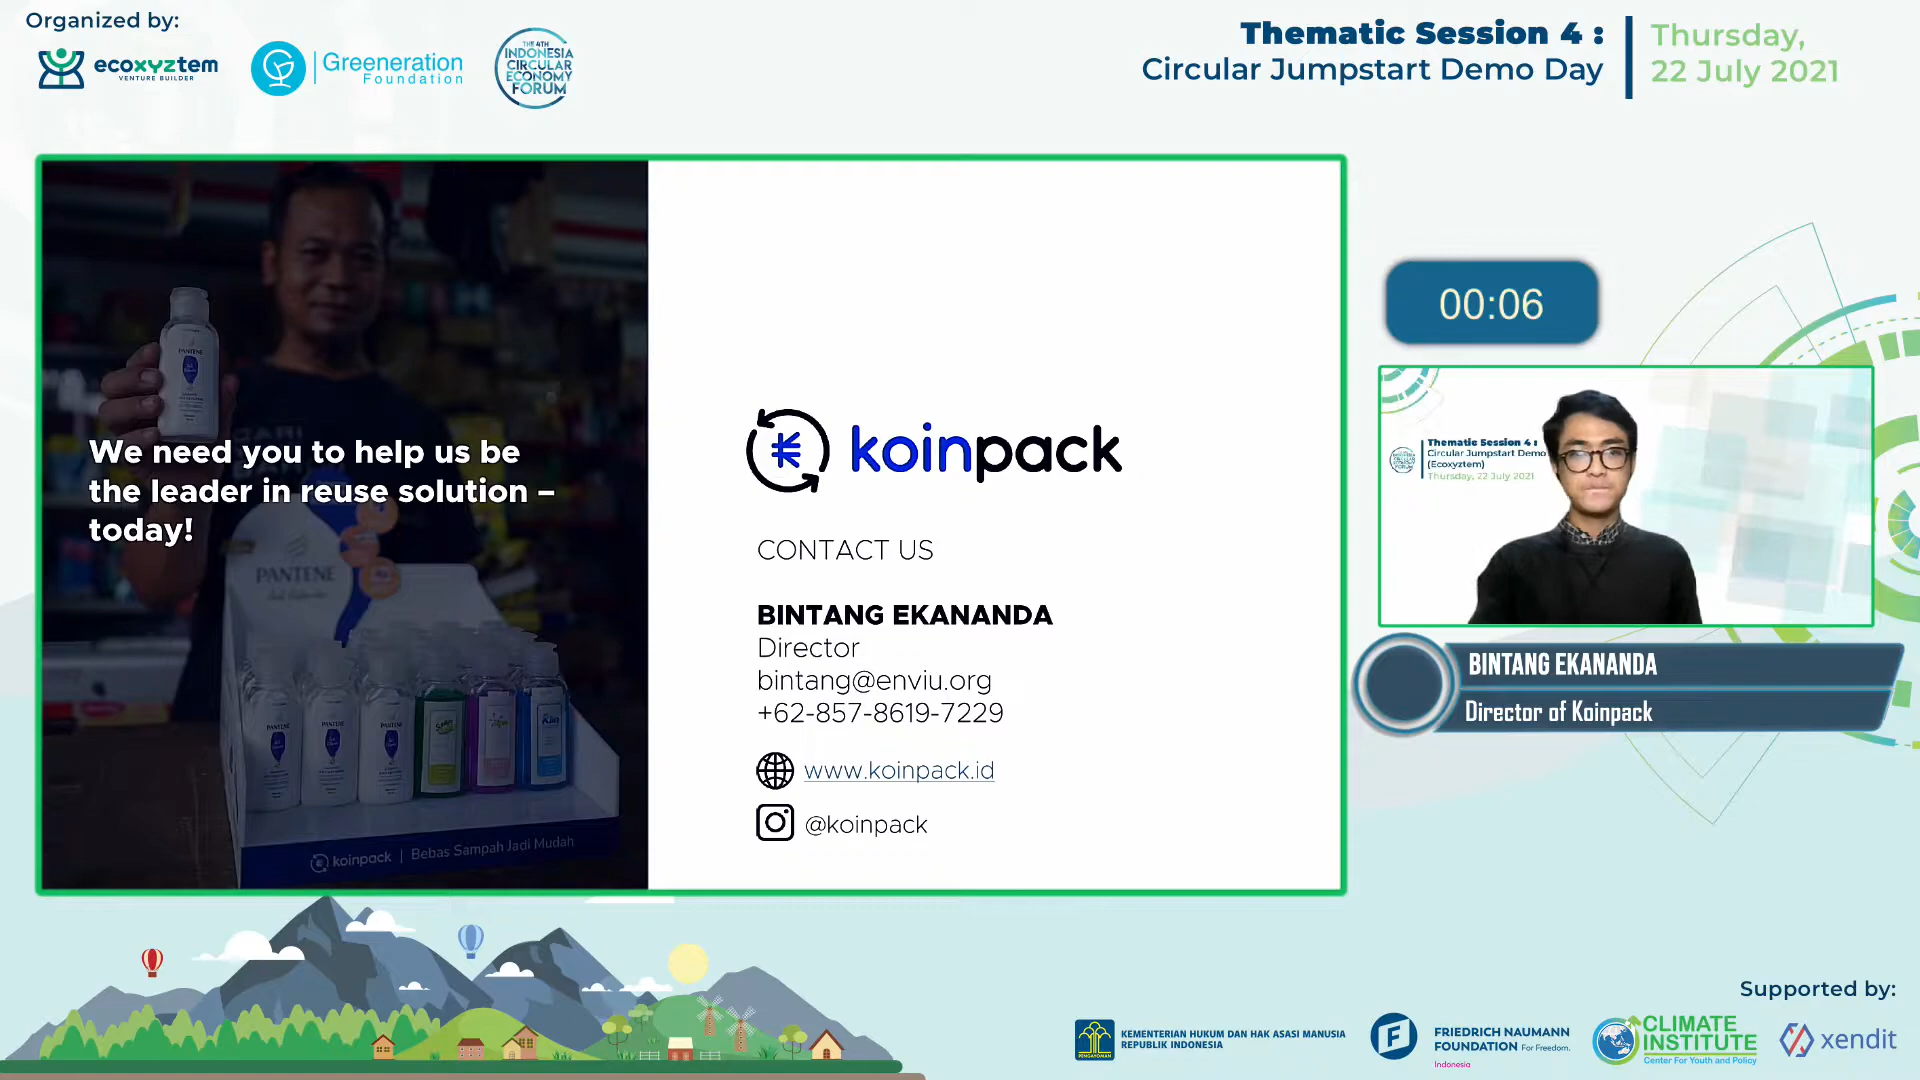 Organized by:
ecoxyztem
VENTURE BUILDER
Greeneration
Foundation
THE 4TH
INDONESIA
CIRCULAR
ECONOMY
FORUM
Thematic Session 4 :
Circular Jumpstart Demo Day
Thursday,
22 July 2021
PANTENE
We need you to help us be
the leader in reuse solution –
today!
PANTENE
PANTENE
PANTENE
PANTENE
koinpack | Bebas Sampah Jadi Mudah
koinpack
CONTACT US
BINTANG EKANANDA
Director
bintang@enviu.org
+62-857-8619-7229
www.koinpack.id
@koinpack
00:06
Thematic Session 4 :
Circular Jumpstart Demo
(Ecoxyztem)
Thursday, 22 July 2021
BINTANG EKANANDA
Director of Koinpack
Supported by:
PENGAYOMAN
KEMENTERIAN HUKUM DAN HAK ASASI MANUSIA
REPUBLIK INDONESIA
FRIEDRICH NAUMANN
FOUNDATION For Freedom.
Indonesia
CLIMATE
INSTITUTE
Center For Youth and Policy
xendit